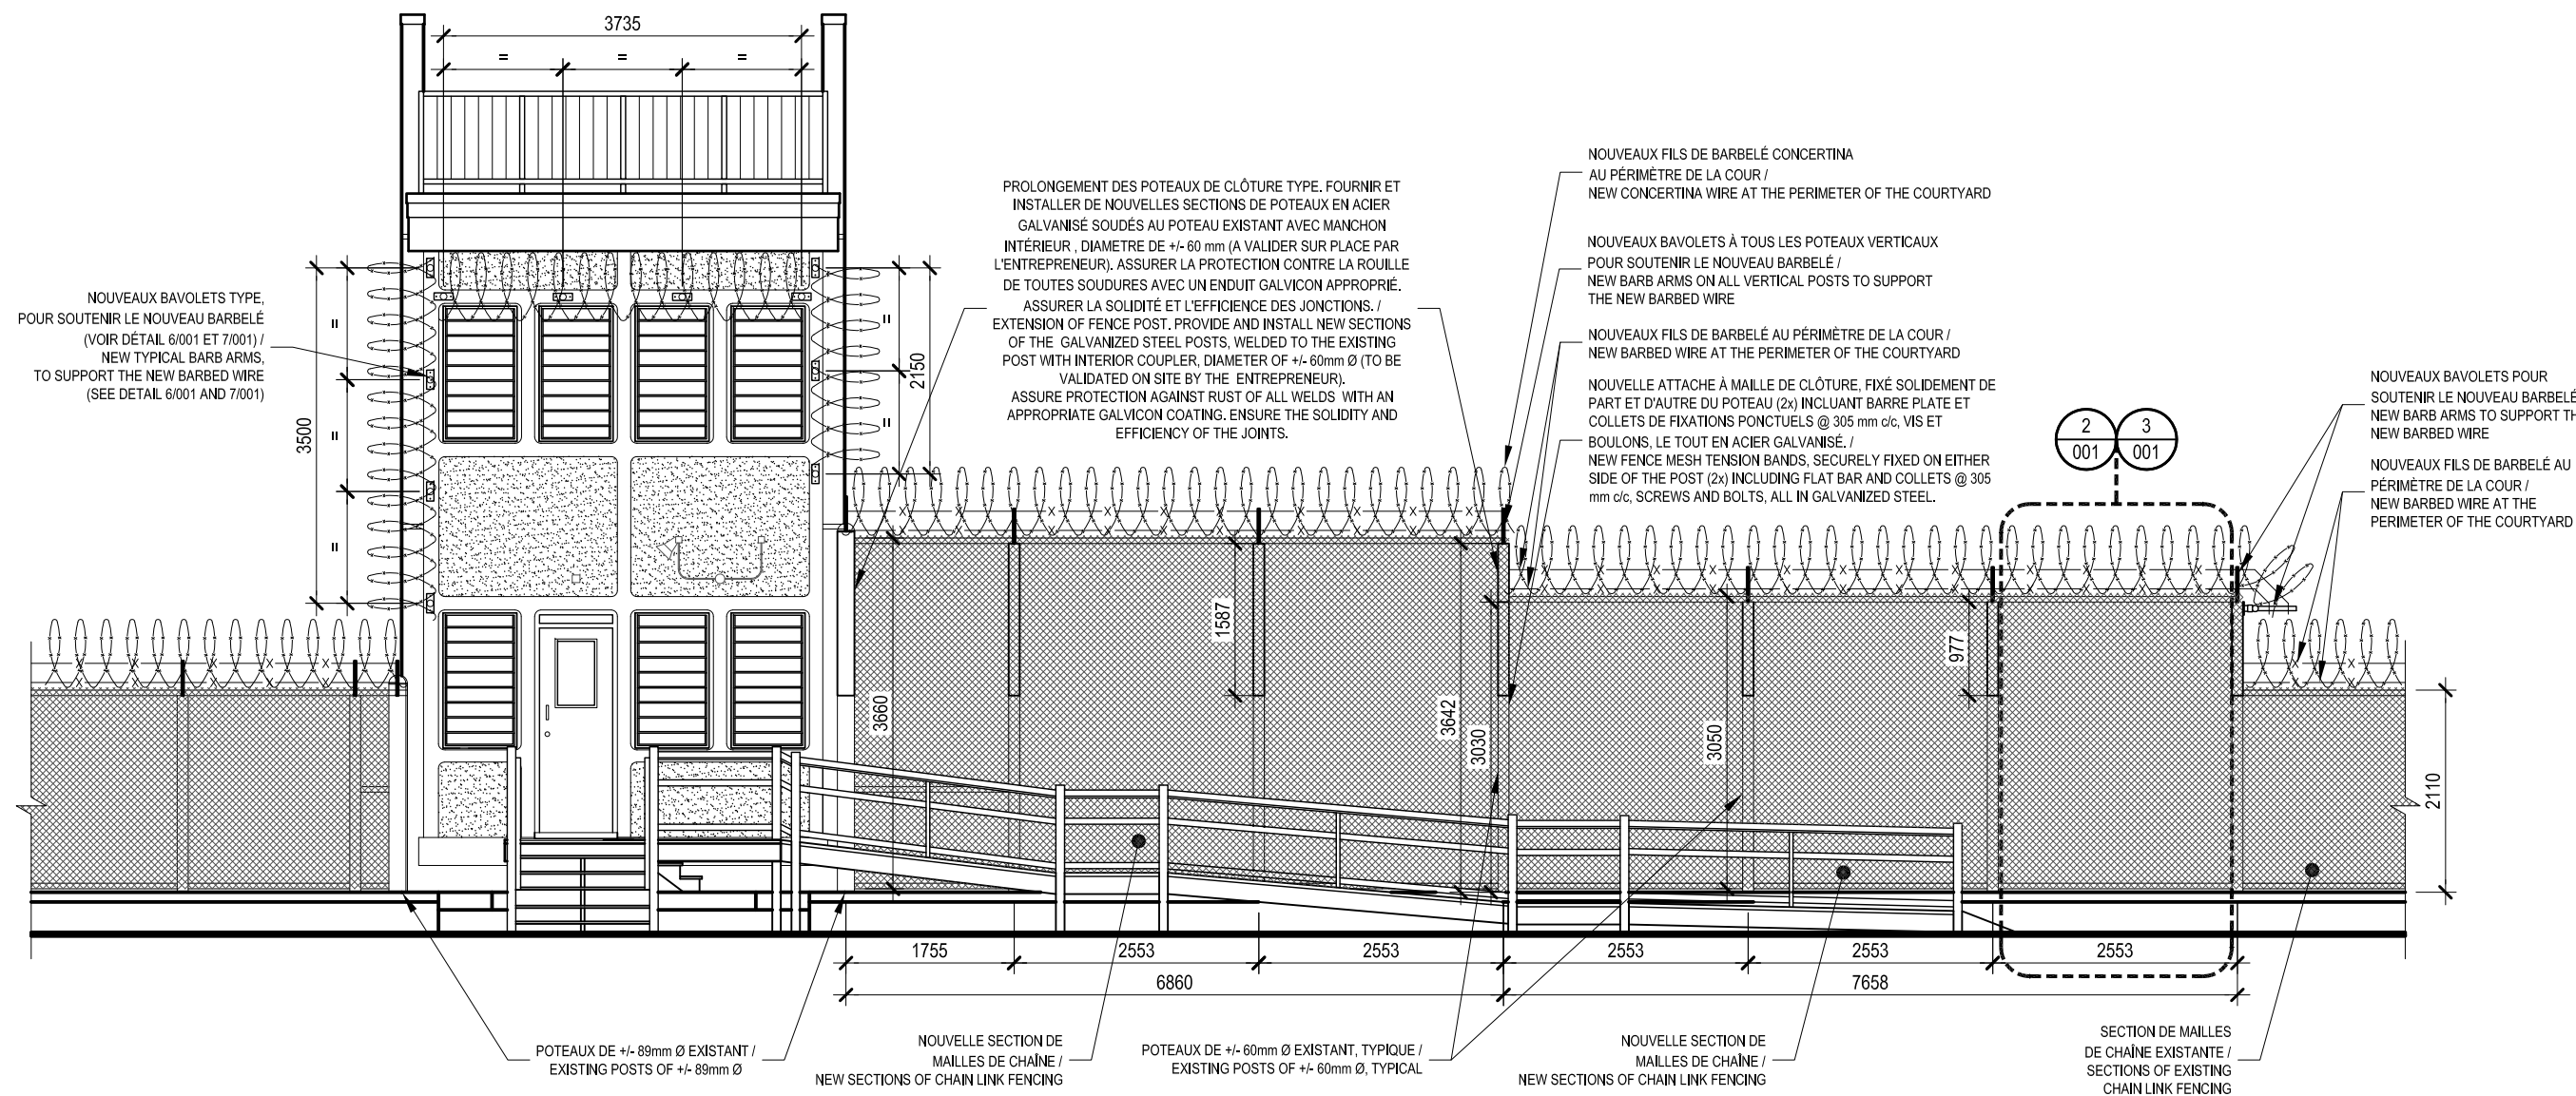 3735
=
=
=
NOUVEAUX BAVOLETS TYPE,
POUR SOUTENIR LE NOUVEAU BARBELÉ
(VOIR DÉTAIL 6/001 ET 7/001) /
NEW TYPICAL BARB ARMS,
TO SUPPORT THE NEW BARBED WIRE
(SEE DETAIL 6/001 AND 7/001)
3500
=
=
=
2150
=
=
PROLONGEMENT DES POTEAUX DE CLÔTURE TYPE. FOURNIR ET
INSTALLER DE NOUVELLES SECTIONS DE POTEAUX EN ACIER
GALVANISÉ SOUDÉS AU POTEAU EXISTANT AVEC MANCHON
INTÉRIEUR , DIAMETRE DE +/- 60 mm (A VALIDER SUR PLACE PAR
L'ENTREPRENEUR). ASSURER LA PROTECTION CONTRE LA ROUILLE
DE TOUTES SOUDURES AVEC UN ENDUIT GALVICON APPROPRIÉ.
ASSURER LA SOLIDITÉ ET L'EFFICIENCE DES JONCTIONS. /
EXTENSION OF FENCE POST. PROVIDE AND INSTALL NEW SECTIONS
OF THE GALVANIZED STEEL POSTS, WELDED TO THE EXISTING
POST WITH INTERIOR COUPLER, DIAMETER OF +/- 60mm Ø (TO BE
VALIDATED ON SITE BY THE ENTREPRENEUR).
ASSURE PROTECTION AGAINST RUST OF ALL WELDS WITH AN
APPROPRIATE GALVICON COATING. ENSURE THE SOLIDITY AND
EFFICIENCY OF THE JOINTS.
NOUVEAUX FILS DE BARBELÉ CONCERTINA
AU PÉRIMÈTRE DE LA COUR /
NEW CONCERTINA WIRE AT THE PERIMETER OF THE COURTYARD
NOUVEAUX BAVOLETS À TOUS LES POTEAUX VERTICAUX
POUR SOUTENIR LE NOUVEAU BARBELÉ /
NEW BARB ARMS ON ALL VERTICAL POSTS TO SUPPORT
THE NEW BARBED WIRE
NOUVEAUX FILS DE BARBELÉ AU PÉRIMÈTRE DE LA COUR /
NEW BARBED WIRE AT THE PERIMETER OF THE COURTYARD
NOUVELLE ATTACHE À MAILLE DE CLÔTURE, FIXÉ SOLIDEMENT DE
PART ET D'AUTRE DU POTEAU (2x) INCLUANT BARRE PLATE ET
COLLETS DE FIXATIONS PONCTUELS @ 305 mm c/c, VIS ET
BOULONS, LE TOUT EN ACIER GALVANISÉ. /
NEW FENCE MESH TENSION BANDS, SECURELY FIXED ON EITHER
SIDE OF THE POST (2x) INCLUDING FLAT BAR AND COLLETS @ 305
mm c/c, SCREWS AND BOLTS, ALL IN GALVANIZED STEEL.
2
001
3
001
NOUVEAUX BAVOLETS POUR
SOUTENIR LE NOUVEAU BARBELÉ
NEW BARB ARMS TO SUPPORT TH
NEW BARBED WIRE
NOUVEAUX FILS DE BARBELÉ AU
PÉRIMÈTRE DE LA COUR /
NEW BARBED WIRE AT THE
PERIMETER OF THE COURTYARD
3660
1587
3642
3030
3050
977
2110
1755
2553
2553
2553
2553
2553
6860
7658
POTEAUX DE +/- 89mm Ø EXISTANT /
EXISTING POSTS OF +/- 89mm Ø
NOUVELLE SECTION DE
MAILLES DE CHAÎNE /
NEW SECTIONS OF CHAIN LINK FENCING
POTEAUX DE +/- 60mm Ø EXISTANT, TYPIQUE /
EXISTING POSTS OF +/- 60mm Ø, TYPICAL
NOUVELLE SECTION DE
MAILLES DE CHAÎNE /
NEW SECTIONS OF CHAIN LINK FENCING
SECTION DE MAILLES
DE CHAÎNE EXISTANTE /
SECTIONS OF EXISTING
CHAIN LINK FENCING